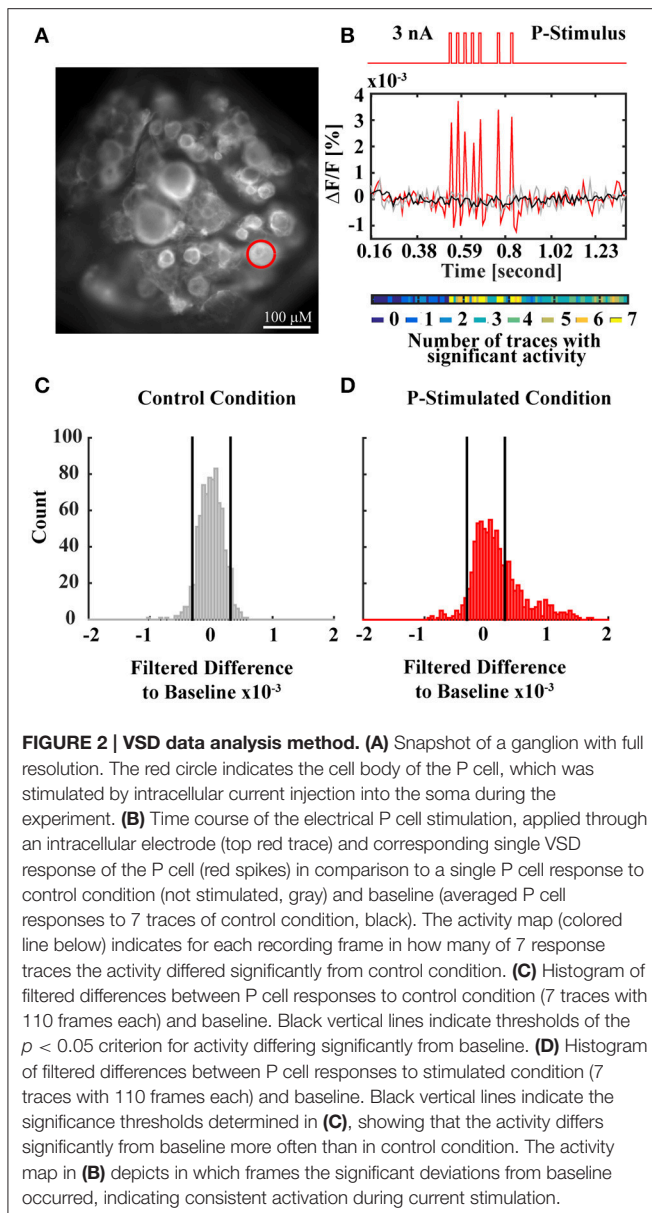 A
100 µM
B
3 nA P-Stimulus
x10-3
4
3
2
1
0
-1
ΔF/F [%]
0.16 0.38 0.59 0.8 1.02 1.23
Time [second]
0 1 2 3 4 5 6 7
Number of traces with
significant activity
C
Control Condition
100
80
60
40
20
0
Count
-2 -1 0 1 2
Filtered Difference
to Baseline x10-3
D
P-Stimulated Condition
-2 -1 0 1 2
Filtered Difference
to Baseline x10-3
FIGURE 2 | VSD data analysis method. (A) Snapshot of a ganglion with full
resolution. The red circle indicates the cell body of the P cell, which was
stimulated by intracellular current injection into the soma during the
experiment. (B) Time course of the electrical P cell stimulation, applied through
an intracellular electrode (top red trace) and corresponding single VSD
response of the P cell (red spikes) in comparison to a single P cell response to
control condition (not stimulated, gray) and baseline (averaged P cell
responses to 7 traces of control condition, black). The activity map (colored
line below) indicates for each recording frame in how many of 7 response
traces the activity differed significantly from control condition. (C) Histogram of
filtered differences between P cell responses to control condition (7 traces with
110 frames each) and baseline. Black vertical lines indicate thresholds of the
p < 0.05 criterion for activity differing significantly from baseline. (D) Histogram
of filtered differences between P cell responses to stimulated condition (7
traces with 110 frames each) and baseline. Black vertical lines indicate the
significance thresholds determined in (C), showing that the activity differs
significantly from baseline more often than in control condition. The activity
map in (B) depicts in which frames the significant deviations from baseline
occurred, indicating consistent activation during current stimulation.